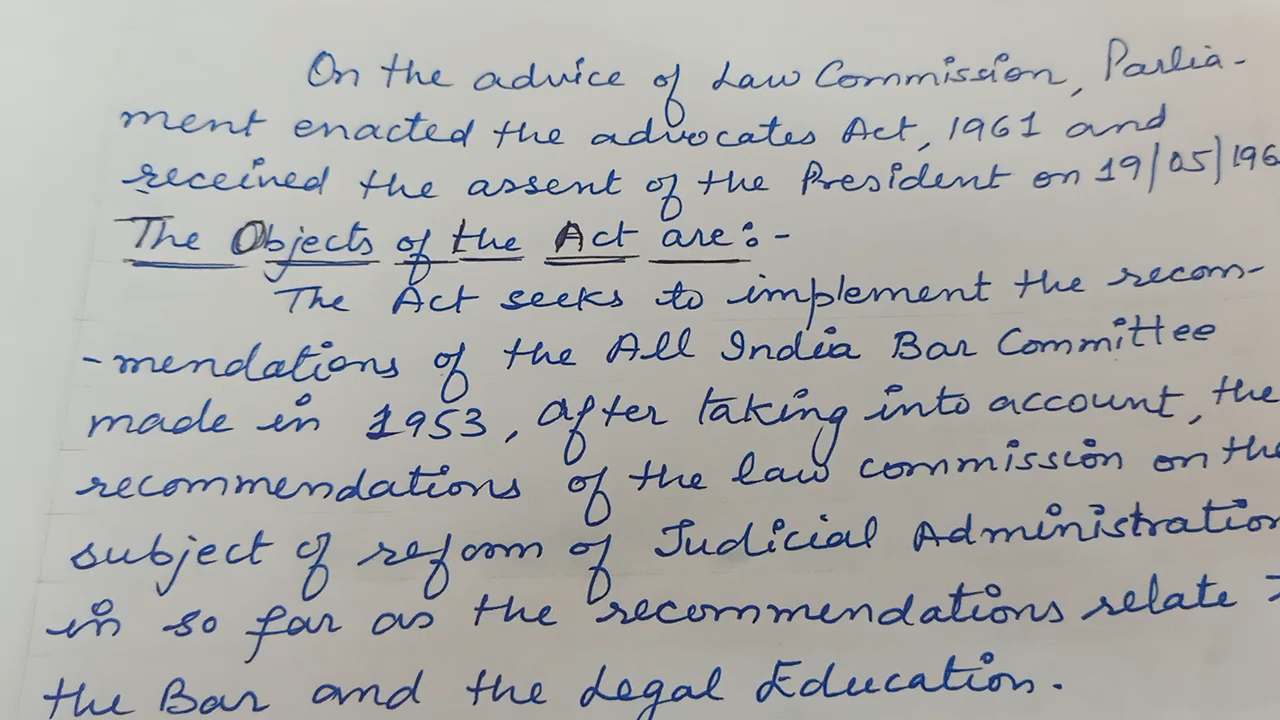 On the advice of Law Commission, Parlia-
ment enacted the advocates Act, 1961 and
received the assent of the President on 19/05/196
The Objects of the Act are:-
The Act seeks to implement the recom-
-mendations of the All India Bar Committee
made in 1953, after taking into account, the
recommendations of the law commission on the
subject of reform of Judicial Administration
in so far as the recommendations relate
the Bar and the Legal Education.